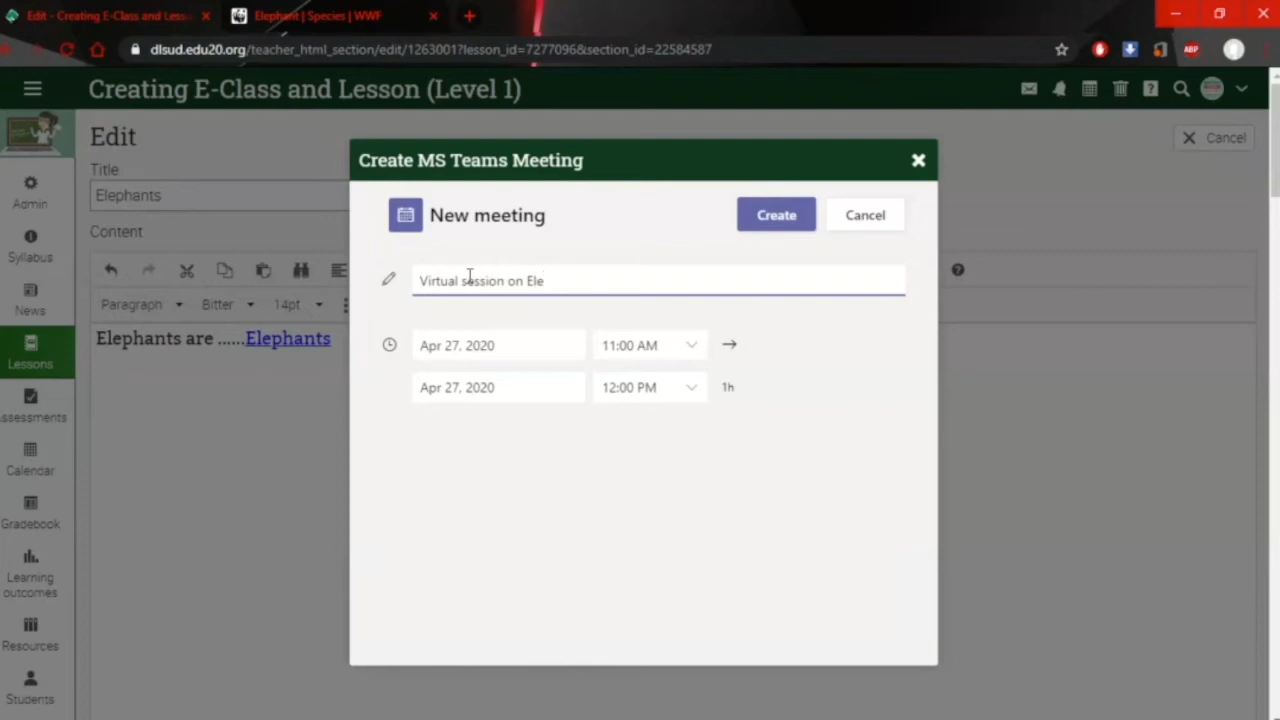 Edit - Creating E-Class and Less
Elephant | Species | WWF
dlsud.edu20.org/teacher_html_section/edit/1263001?lesson_id=7277096&section_id=22584587
ABP
Creating E-Class and Lesson (Level 1)
Edit
Cancel
Title
Elephants
Content
Paragraph
Bitter
14pt
Elephants are ......Elephants
Admin
Syllabus
News
Lessons
ssessments
Calendar
Gradebook
Learning
outcomes
Resources
Students
Create MS Teams Meeting
New meeting
Create
Cancel
Virtual session on Ele
Apr 27, 2020
11:00 AM
Apr 27, 2020
12:00 PM
1h